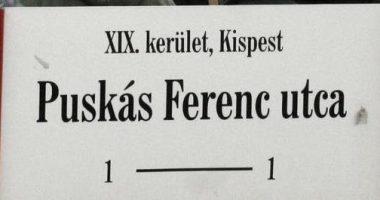 XIX. kerület, Kispest
Puskás Ferenc utca
1 — 1